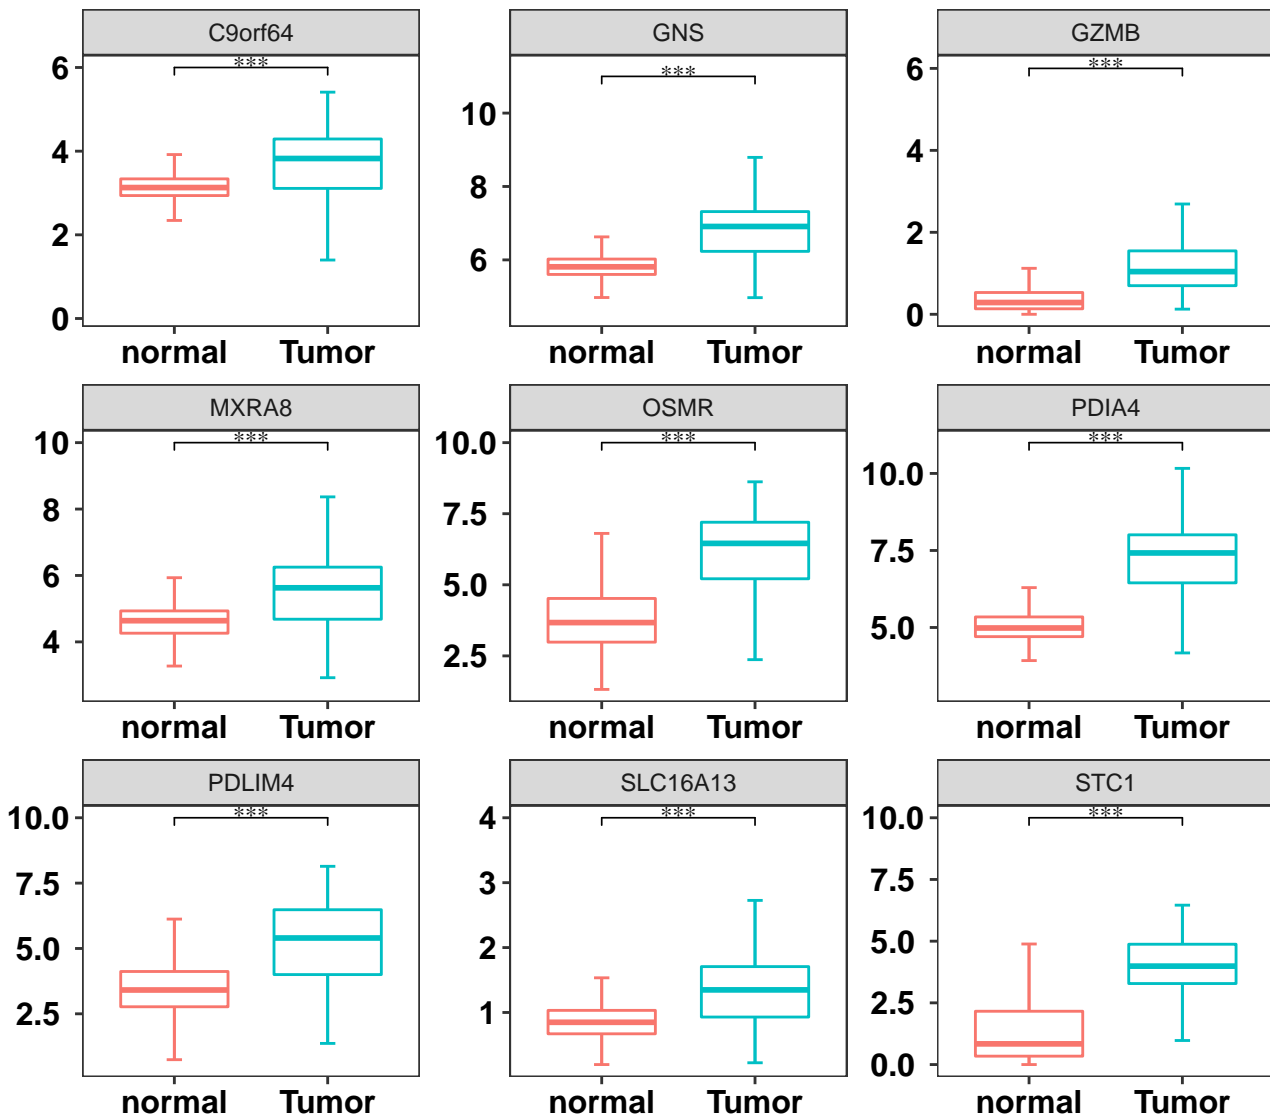 C9orf64 GNS GZMB
*** *** ***
6 10 6
4 8 4
2 6 2
0 0
normal Tumor normal Tumor normal Tumor
MXRA8 OSMR PDIA4
*** *** ***
10 10.0 10.0
8 7.5 7.5
6 5.0 5.0
4 2.5
normal Tumor normal Tumor normal Tumor
PDLIM4 SLC16A13 STC1
*** *** ***
10.0 4 10.0
7.5 3 7.5
5.0 2 5.0
2.5 1 2.5
0.0
normal Tumor normal Tumor normal Tumor